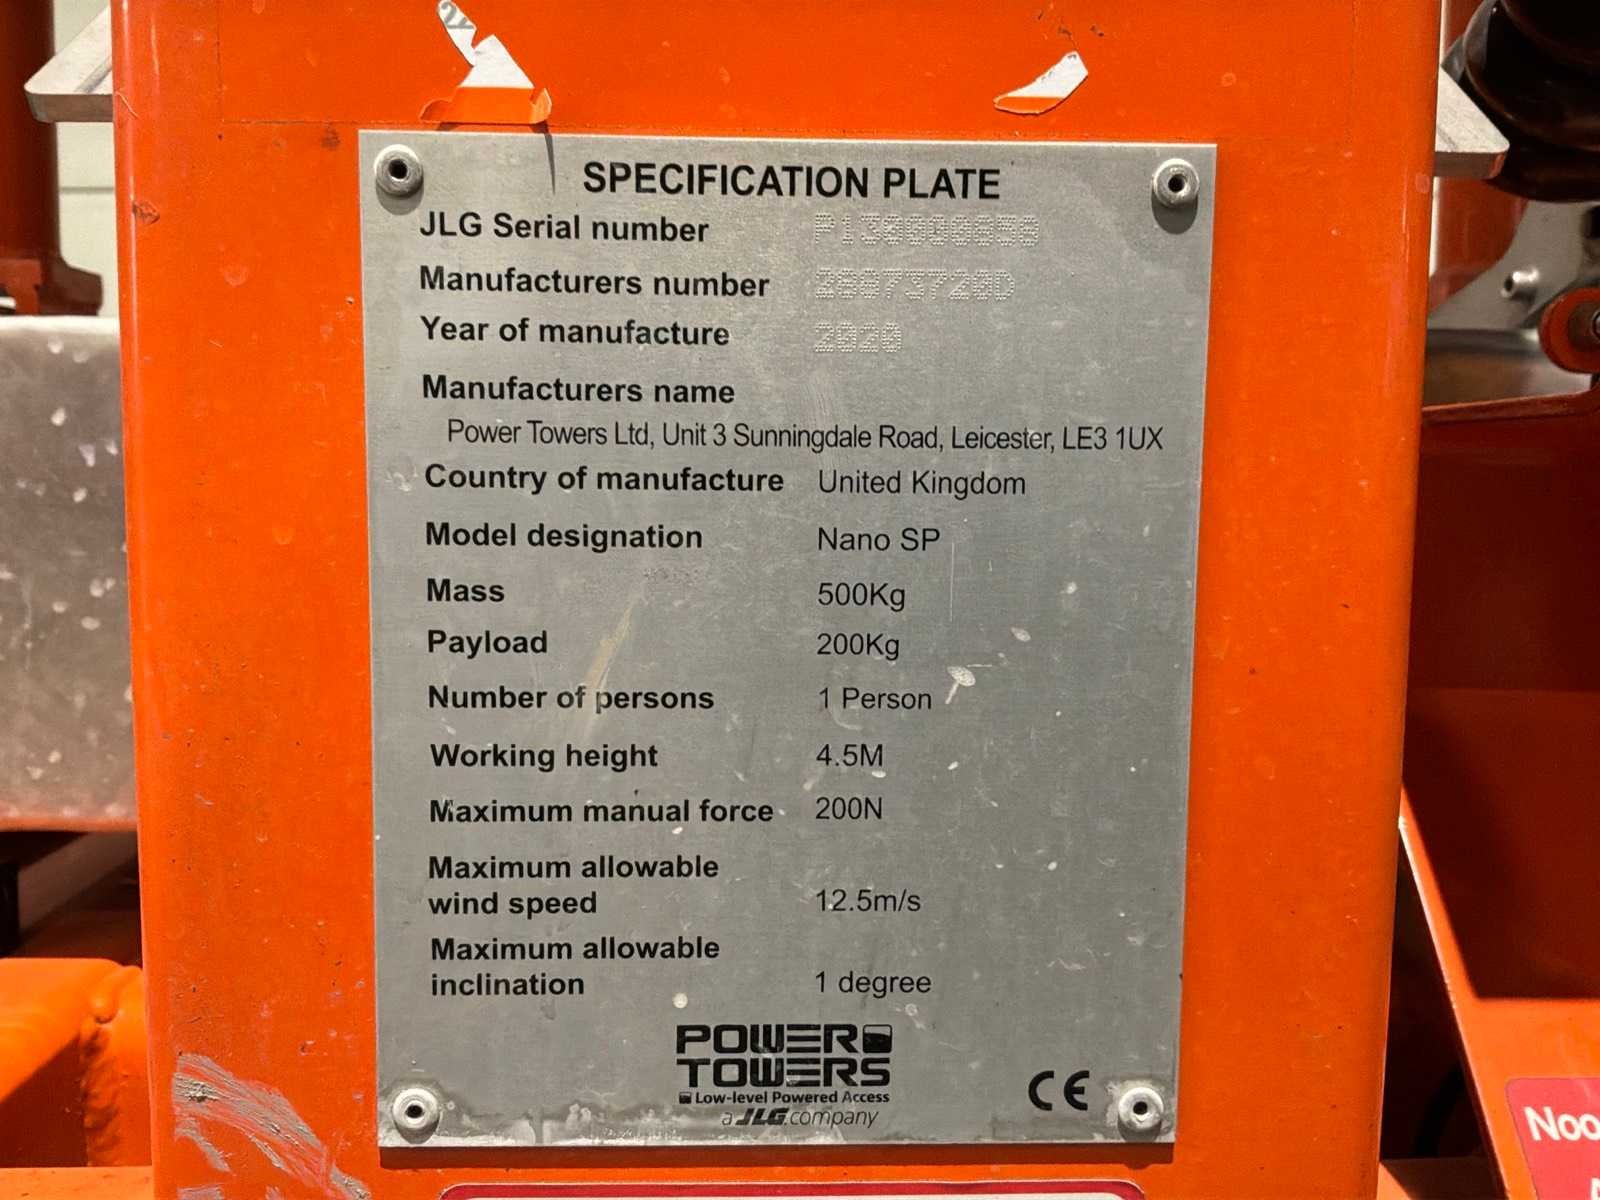 SPECIFICATION PLATE
JLG Serial number
Manufacturers number
Year of manufacture 2020
Manufacturers name
Power Towers Ltd, Unit 3 Sunningdale Road, Leicester, LE3 1UX
Country of manufacture United Kingdom
Model designation Nano SP
Mass 500Kg
Payload 200Kg
Number of persons 1 Person
Working height 4.5M
Maximum manual force 200N
Maximum allowable
wind speed 12.5m/s
Maximum allowable
inclination 1 degree
POWER
TOWERS
Low-level Powered Access
a JLG company
CE